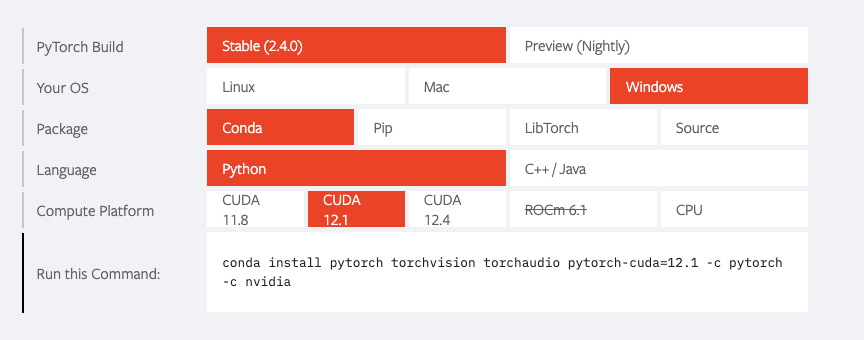 PyTorch Build
Stable (2.4.0)
Preview (Nightly)
Your OS
Linux
Mac
Windows
Package
Conda
Pip
LibTorch
Source
Language
Python
C++ / Java
Compute Platform
CUDA
11.8
CUDA
12.1
CUDA
12.4
ROCm 6.1
CPU
Run this Command:
conda install pytorch torchvision torchaudio pytorch-cuda=12.1 -c pytorch
-c nvidia